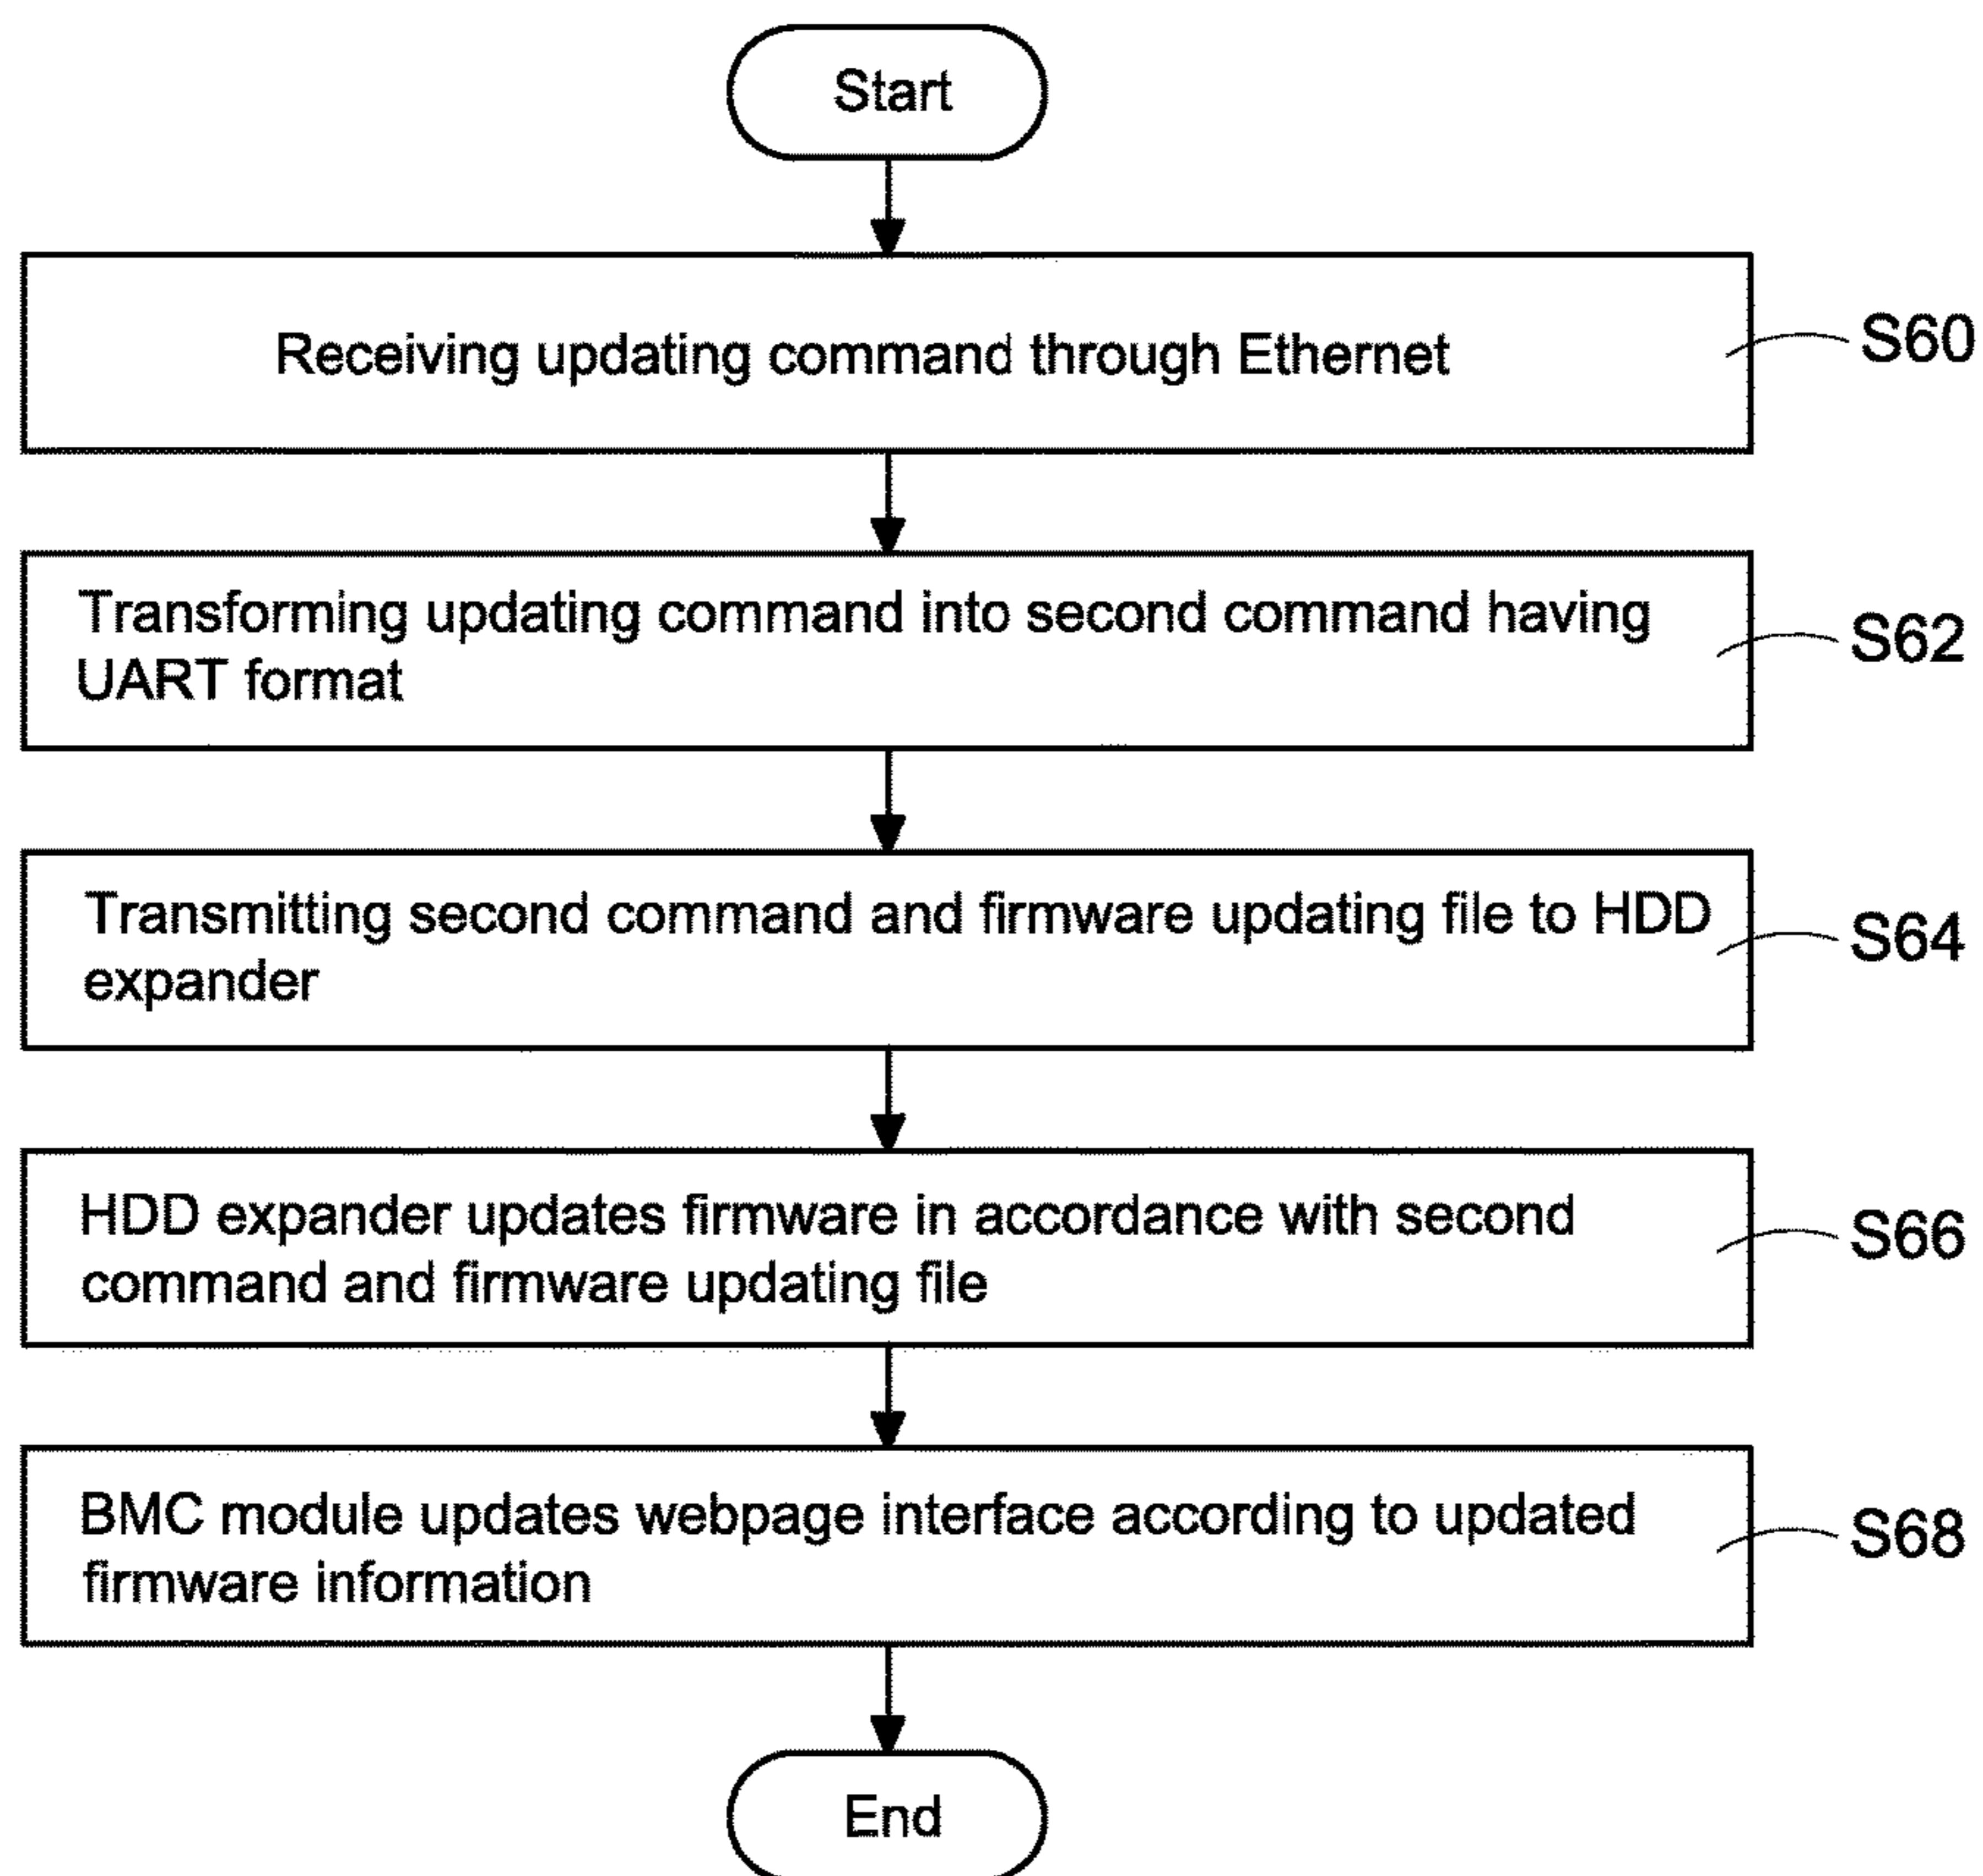 Start
Receiving updating command through Ethernet
S60
Transforming updating command into second command having
UART format
S62
Transmitting second command and firmware updating file to HDD
expander
S64
HDD expander updates firmware in accordance with second
command and firmware updating file
S66
BMC module updates webpage interface according to updated
firmware information
S68
End